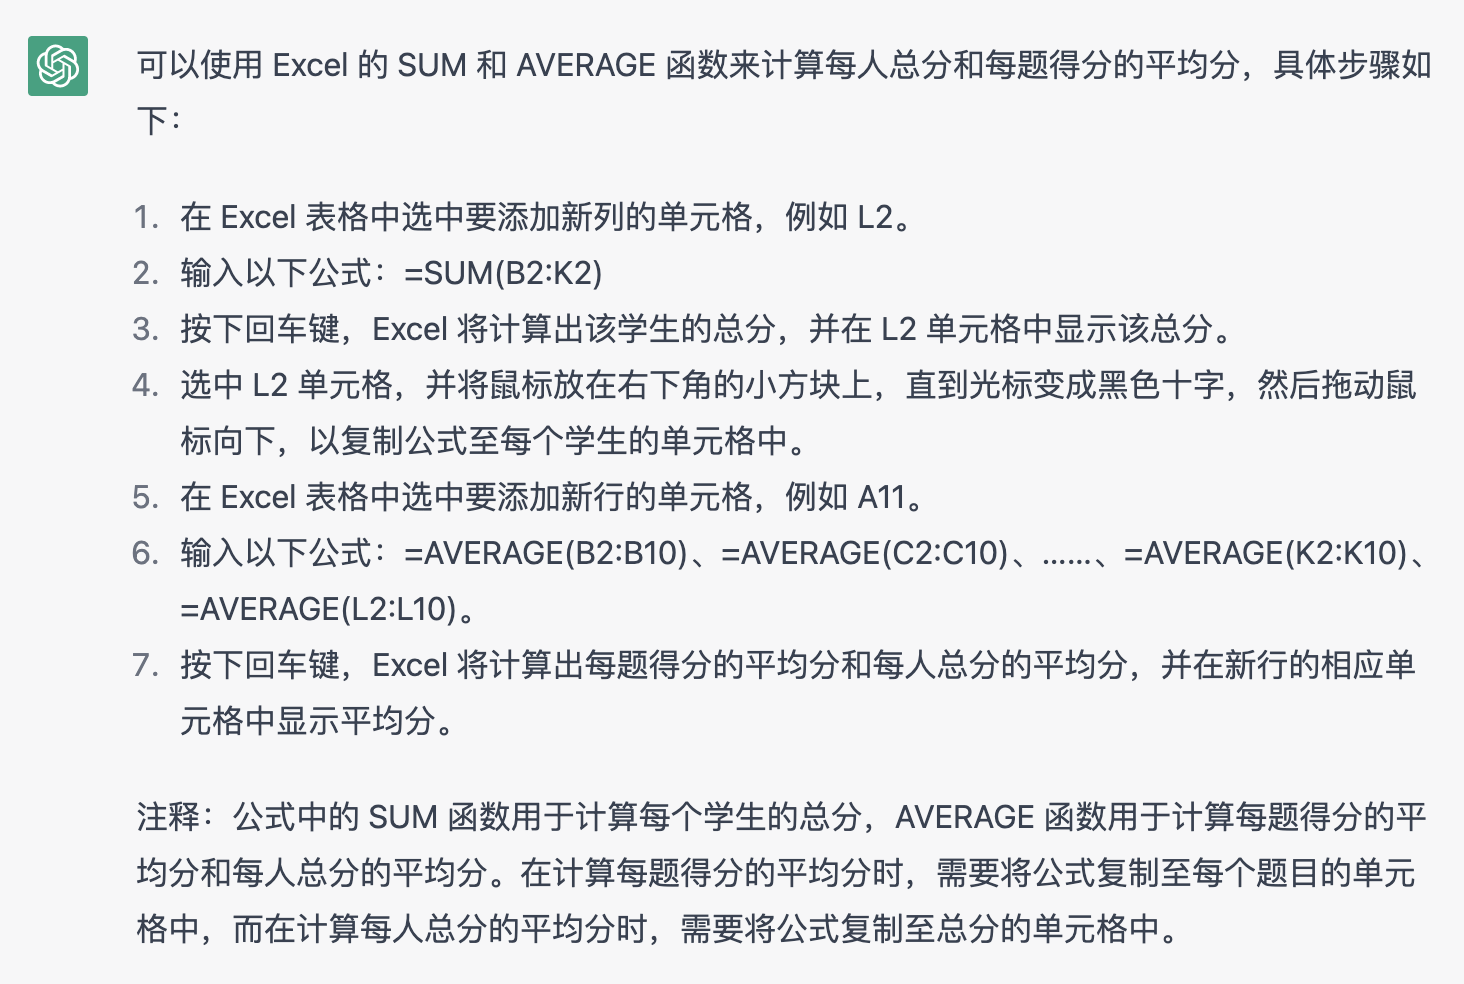 可以使用 Excel 的 SUM 和 AVERAGE 函数来计算每人总分和每题得分的平均分，具体步骤如
下：
1. 在 Excel 表格中选中要添加新列的单元格，例如 L2。
2. 输入以下公式：=SUM(B2:K2)
3. 按下回车键，Excel 将计算出该学生的总分，并在 L2 单元格中显示该总分。
4. 选中 L2 单元格，并将鼠标放在右下角的小方块上，直到光标变成黑色十字，然后拖动鼠
标向下，以复制公式至每个学生的单元格中。
5. 在 Excel 表格中选中要添加新行的单元格，例如 A11。
6. 输入以下公式：=AVERAGE(B2:B10)、=AVERAGE(C2:C10)、……、=AVERAGE(K2:K10)、
=AVERAGE(L2:L10)。
7. 按下回车键，Excel 将计算出每题得分的平均分和每人总分的平均分，并在新行的相应单
元格中显示平均分。
注释：公式中的 SUM 函数用于计算每个学生的总分，AVERAGE 函数用于计算每题得分的平
均分和每人总分的平均分。在计算每题得分的平均分时，需要将公式复制至每个题目的单元
格中，而在计算每人总分的平均分时，需要将公式复制至总分的单元格中。